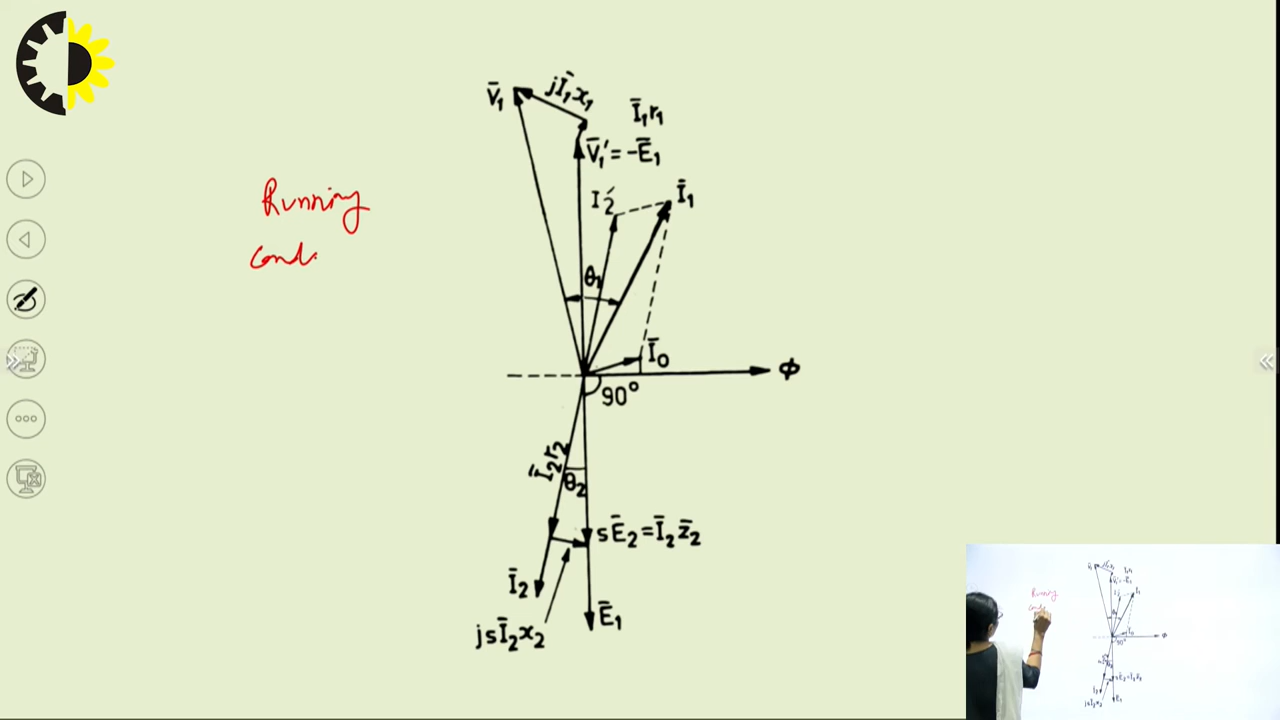 V̄₁
jĪ₁x₁
Ī₁r₁
V̄₁′ = -Ē₁
Running
cond.
I₂′
Ī₁
θ₁
Ī₀
ϕ
90°
Ī₂r₂
θ₂
sĒ₂ = Ī₂z̄₂
Ī₂
Ē₁
jsĪ₂x₂